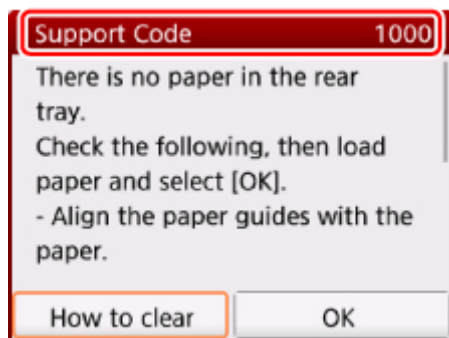 Support Code 1000
There is no paper in the rear
tray.
Check the following, then load
paper and select [OK].
- Align the paper guides with the
paper.
How to clear OK